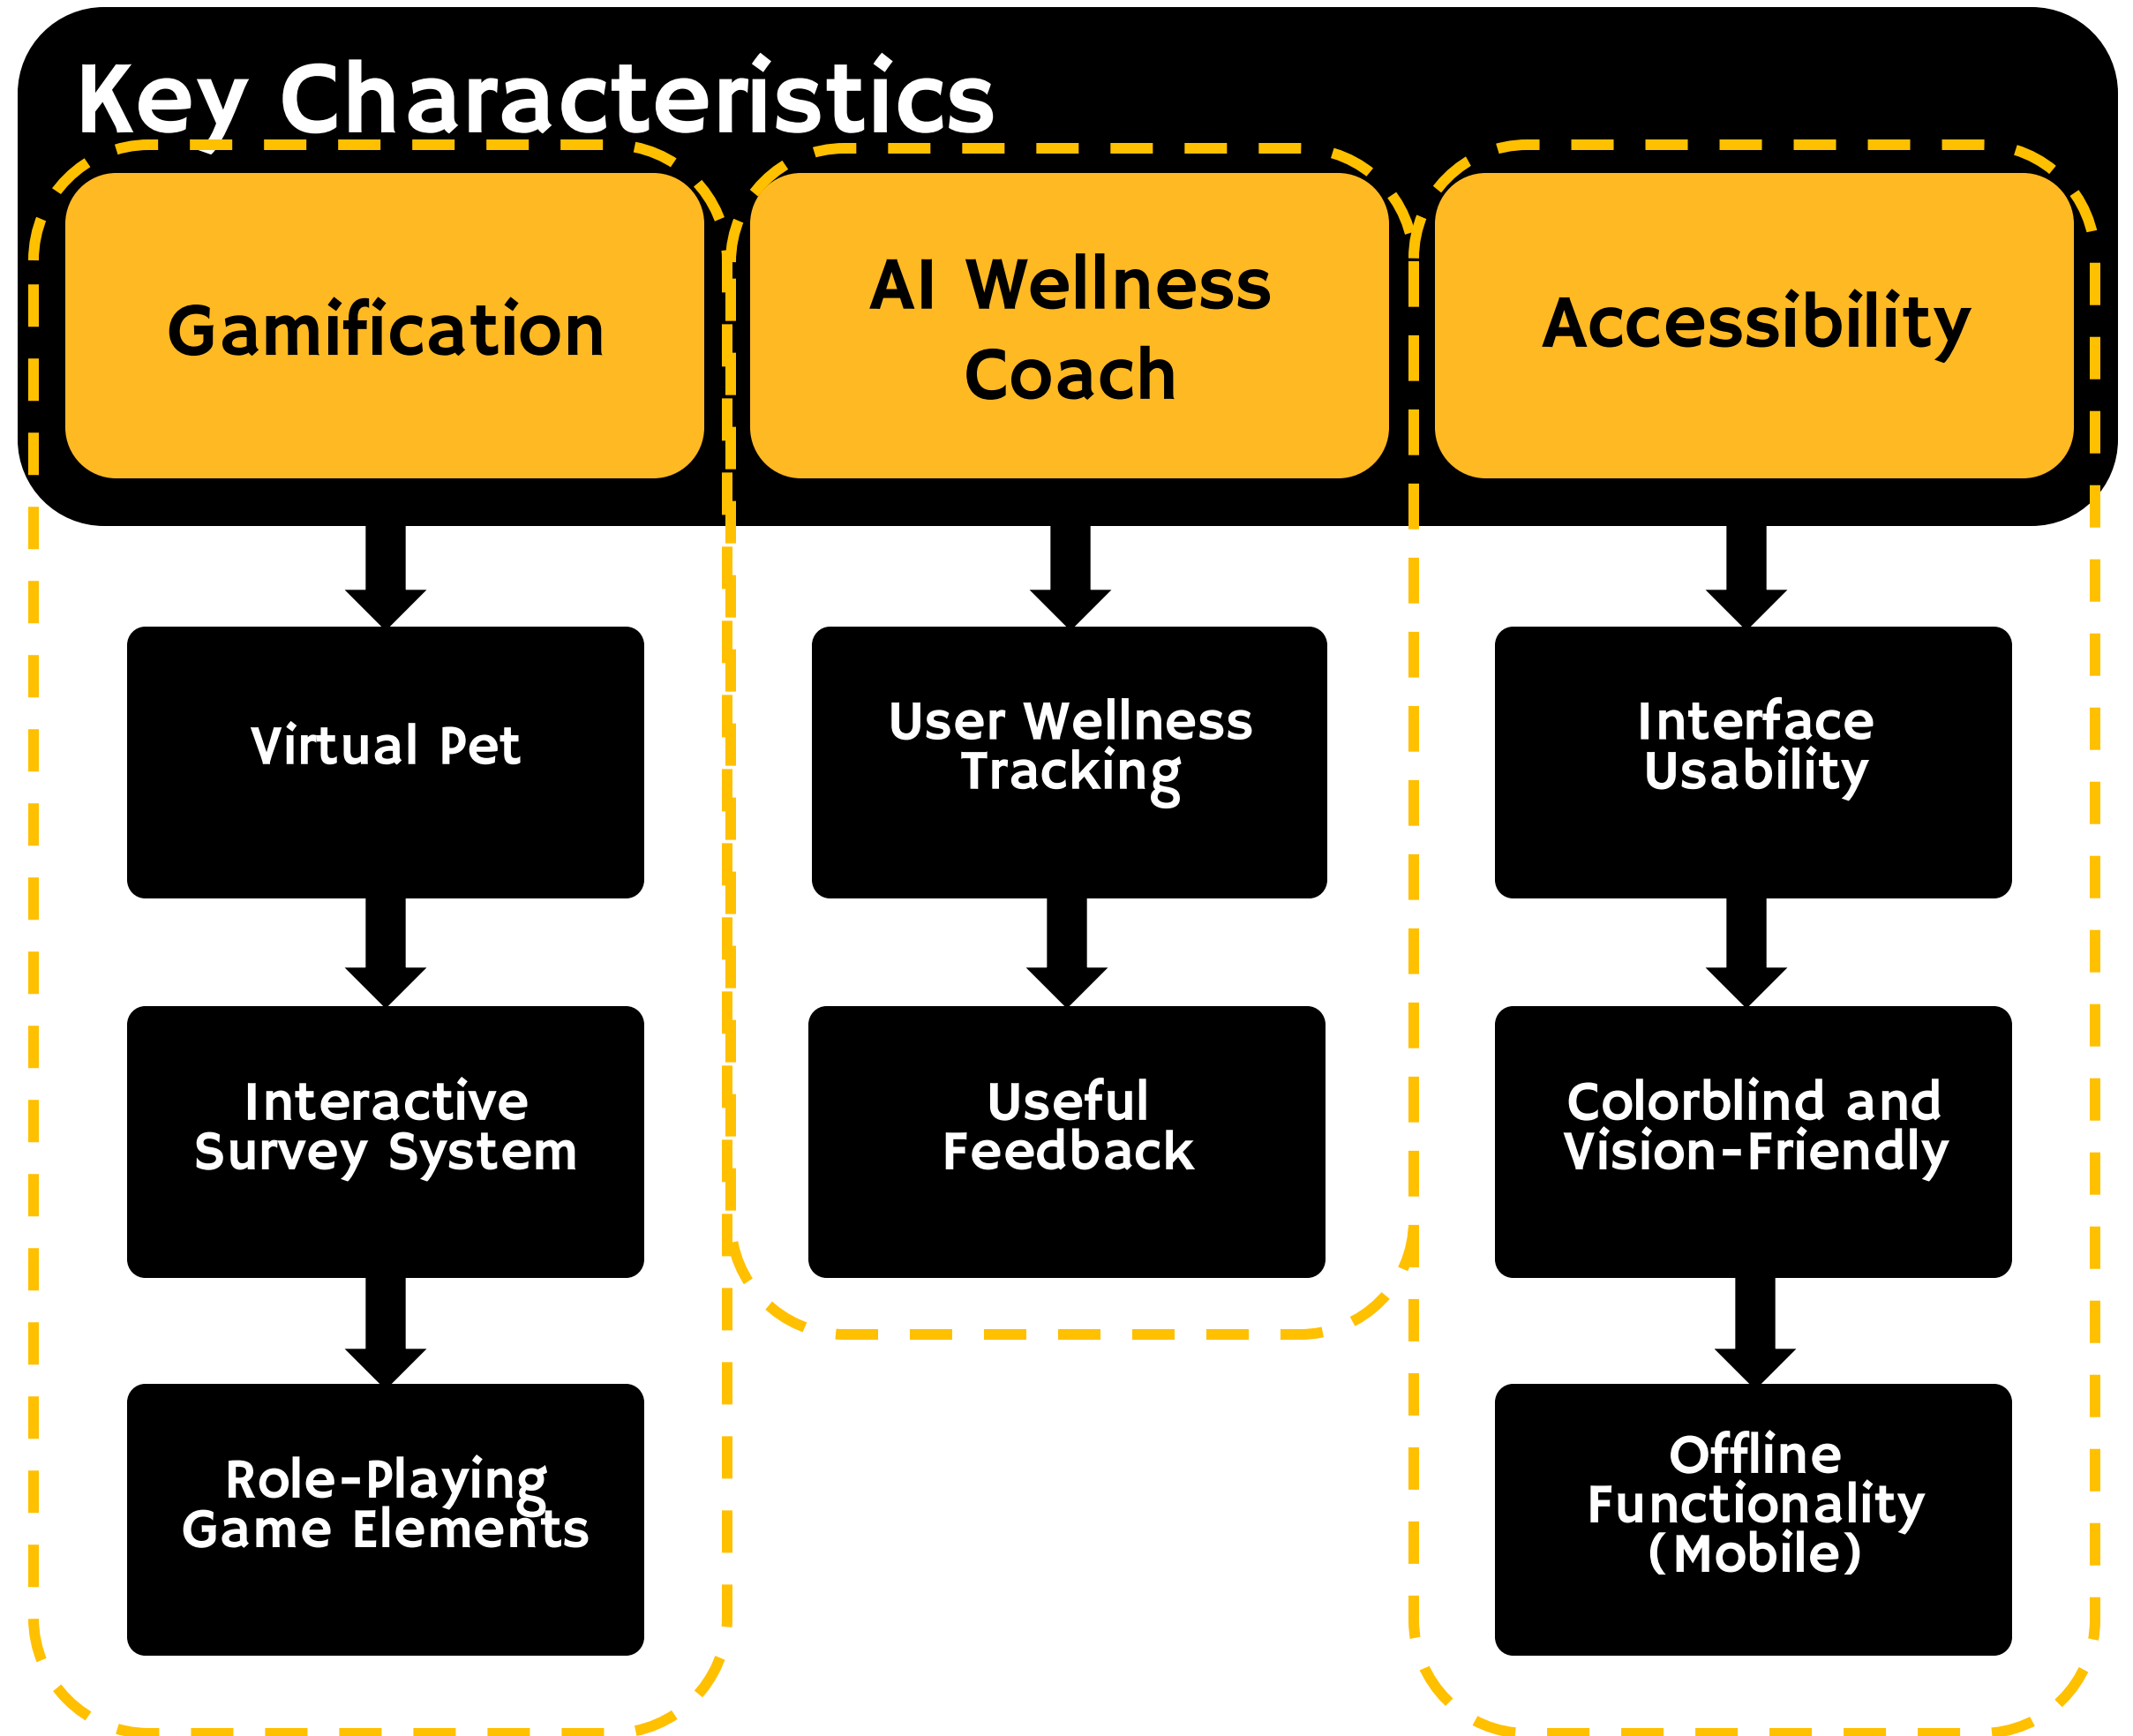 Key Characteristics
Gamification
AI Wellness
Coach
Accessibility
Virtual Pet
User Wellness
Tracking
Interface
Usability
Interactive
Survey System
Useful
Feedback
Colorblind and
Vision-Friendly
Role-Playing
Game Elements
Offline
Functionality
(Mobile)